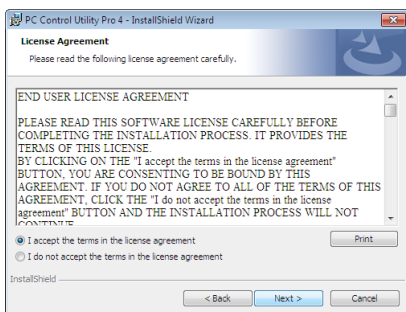 PC Control Utility Pro 4 - InstallShield Wizard
License Agreement
Please read the following license agreement carefully.
END USER LICENSE AGREEMENT
PLEASE READ THIS SOFTWARE LICENSE CAREFULLY BEFORE
COMPLETING THE INSTALLATION PROCESS. IT PROVIDES THE
TERMS OF THIS LICENSE.
BY CLICKING ON THE "I accept the terms in the license agreement"
BUTTON, YOU ARE CONSENTING TO BE BOUND BY THIS
AGREEMENT. IF YOU DO NOT AGREE TO ALL OF THE TERMS OF THIS
AGREEMENT, CLICK THE "I do not accept the terms in the license
agreement" BUTTON AND THE INSTALLATION PROCESS WILL NOT
CONTINUE
I accept the terms in the license agreement
Print
I do not accept the terms in the license agreement
InstallShield
< Back
Next >
Cancel